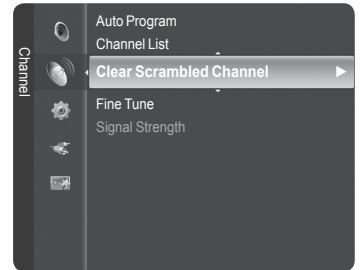 Channel
Auto Program
Channel List
Clear Scrambled Channel
Fine Tune
Signal Strength